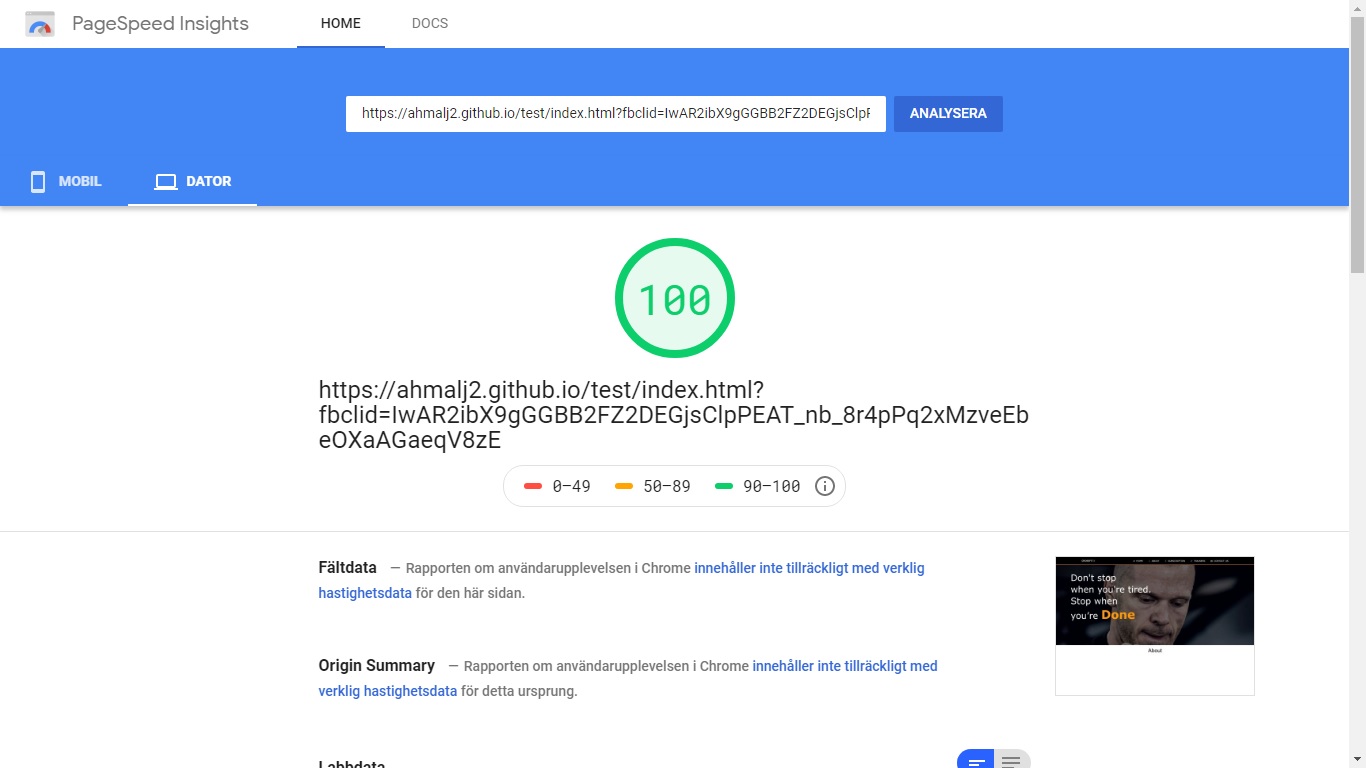 PageSpeed Insights
HOME
DOCS
https://ahmalj2.github.io/test/index.html?fbclid=IwAR2ibX9gGGBB2FZ2DEGjsClpF
ANALYSERA
MOBIL
DATOR
100
https://ahmalj2.github.io/test/index.html?
fbclid=IwAR2ibX9gGGBB2FZ2DEGjsClpPEAT_nb_8r4pPq2xMzveEb
eOXaAGaeqV8zE
0–49
50–89
90–100
Fältdata — Rapporten om användarupplevelsen i Chrome innehåller inte tillräckligt med verklig
hastighetsdata för den här sidan.
Don't stop
when you're tired.
Stop when
you're Done
About
Origin Summary — Rapporten om användarupplevelsen i Chrome innehåller inte tillräckligt med
verklig hastighetsdata för detta ursprung.
Labbdata